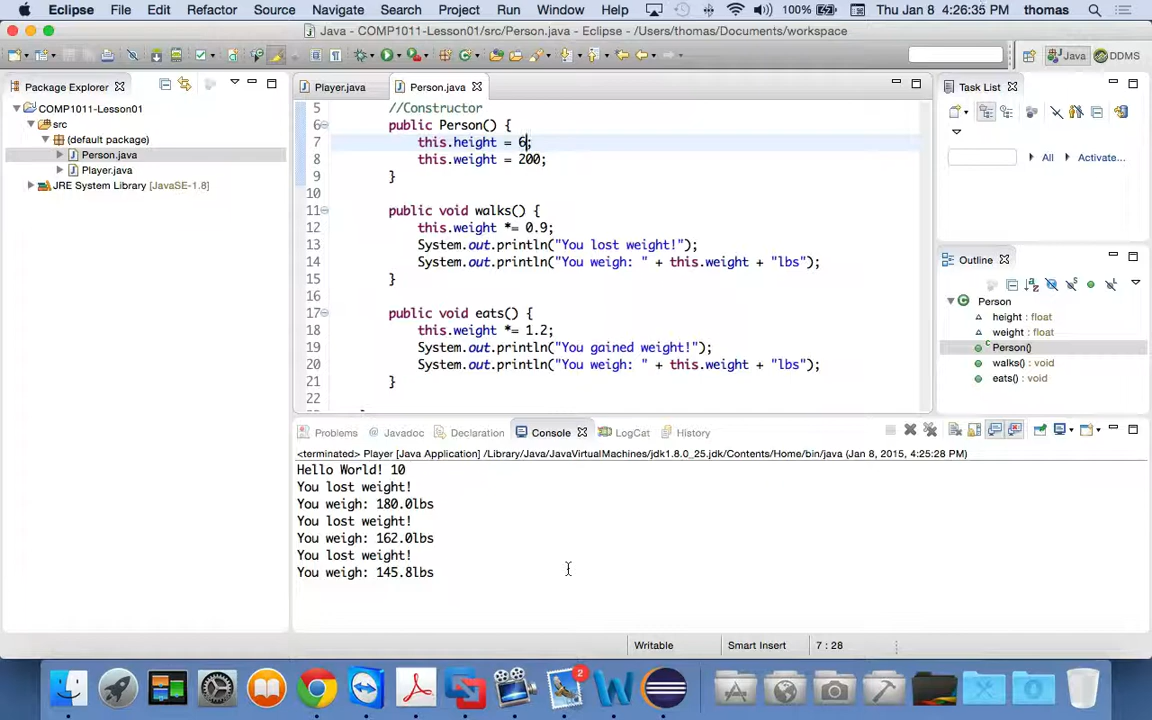 Eclipse File Edit Refactor Source Navigate Search Project Run Window Help 100% Thu Jan 8 4:26:35 PM thomas
Java - COMP1011-Lesson01/src/Person.java - Eclipse - /Users/thomas/Documents/workspace
Java DDMS
Package Explorer
COMP1011-Lesson01
src
(default package)
Person.java
Player.java
JRE System Library [JavaSE-1.8]
Player.java Person.java
5 //Constructor
6 public Person() {
7 this.height = 6;
8 this.weight = 200;
9 }
10
11 public void walks() {
12 this.weight *= 0.9;
13 System.out.println("You lost weight!");
14 System.out.println("You weigh: " + this.weight + "lbs");
15 }
16
17 public void eats() {
18 this.weight *= 1.2;
19 System.out.println("You gained weight!");
20 System.out.println("You weigh: " + this.weight + "lbs");
21 }
22
Task List
All Activate...
Outline
Person
height : float
weight : float
Person()
walks() : void
eats() : void
Problems Javadoc Declaration Console LogCat History
<terminated> Player [Java Application] /Library/Java/JavaVirtualMachines/jdk1.8.0_25.jdk/Contents/Home/bin/java (Jan 8, 2015, 4:25:28 PM)
Hello World! 10
You lost weight!
You weigh: 180.0lbs
You lost weight!
You weigh: 162.0lbs
You lost weight!
You weigh: 145.8lbs
Writable Smart Insert 7 : 28
2